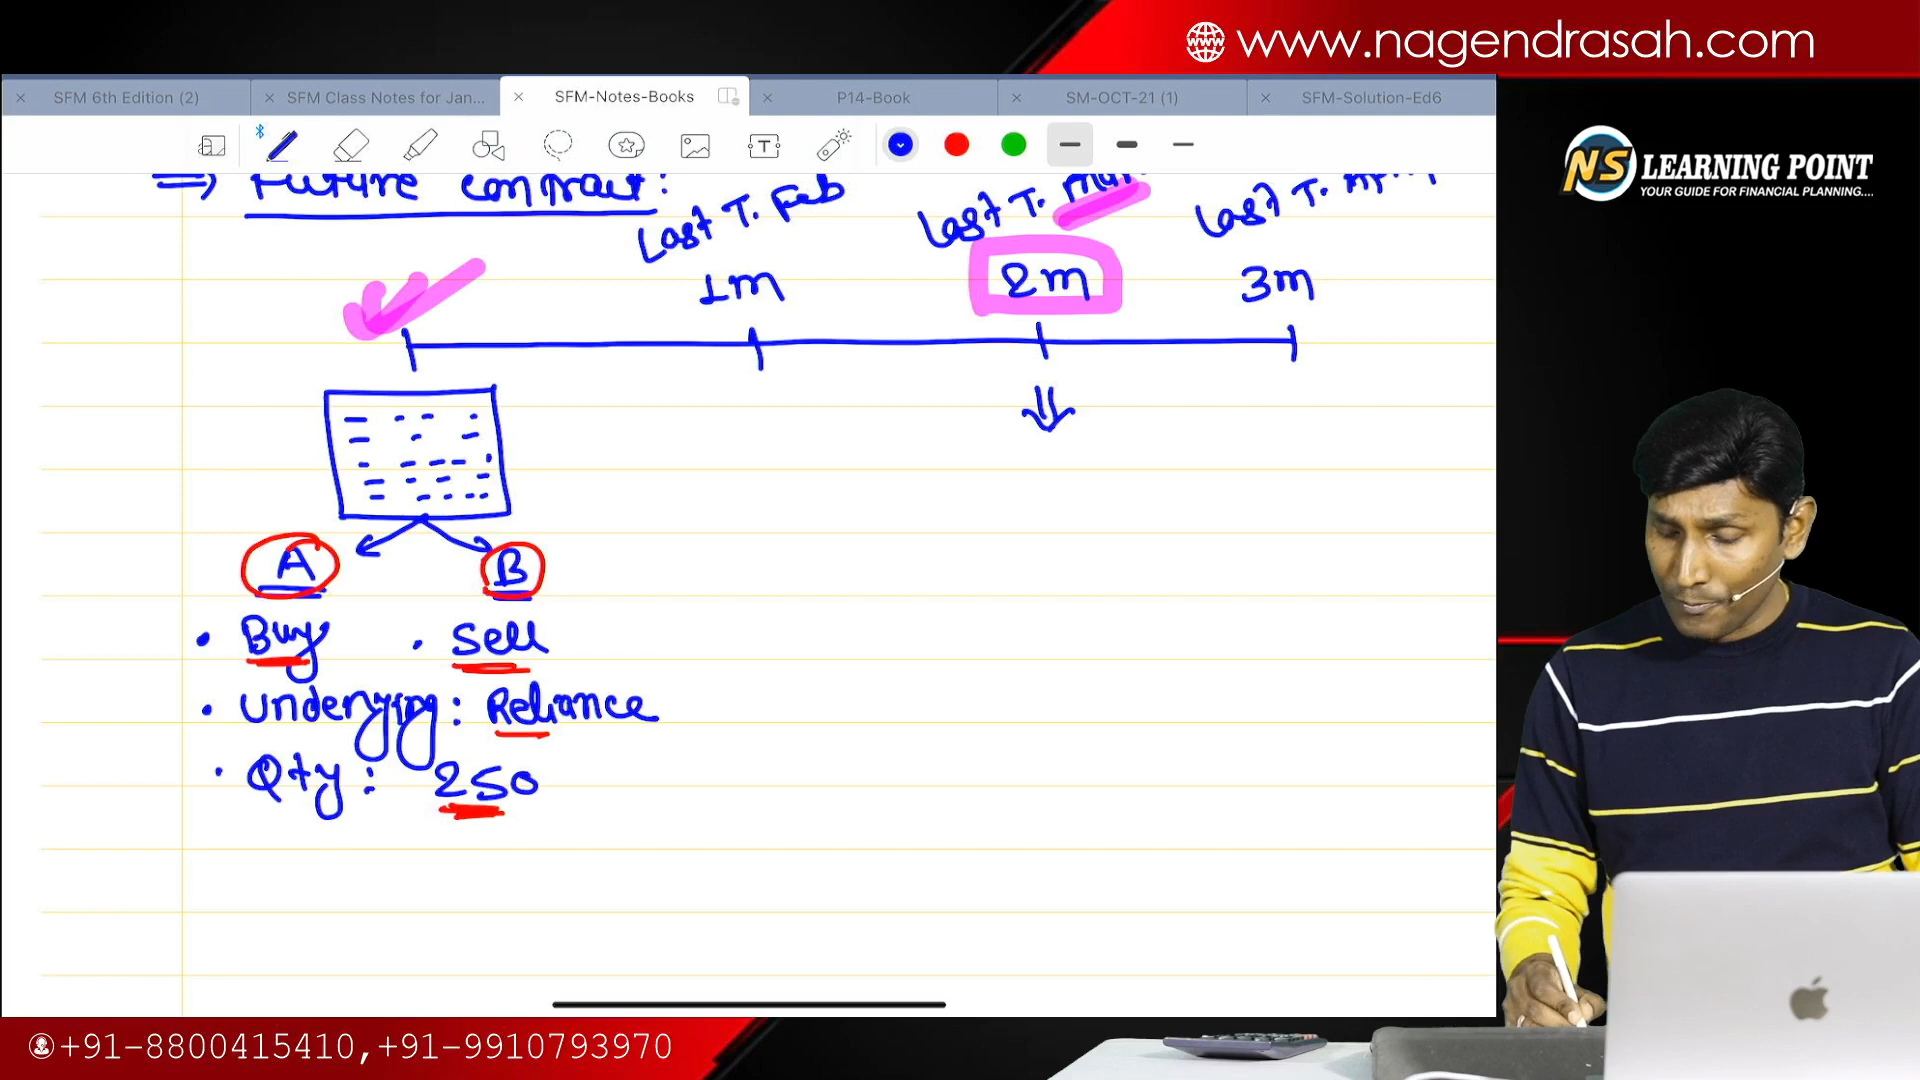 www.nagendrasah.com
SFM 6th Edition (2)
SFM Class Notes for Jan...
SFM-Notes-Books
P14-Book
SM-OCT-21 (1)
SFM-Solution-Ed6
NS LEARNING POINT
YOUR GUIDE FOR FINANCIAL PLANNING....
⇒ Future contract:
Last T. Feb
Last T.
Last T.
1m
2m
3m
A
B
• Buy
• Sell
• Underlying: Reliance
• Qty: 250
+91-8800415410,+91-9910793970